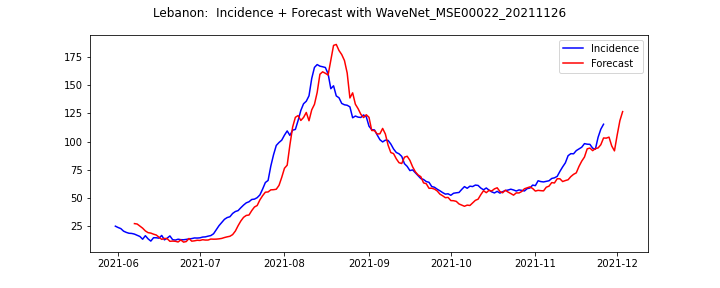 Lebanon:  Incidence + Forecast with WaveNet_MSE00022_20211126
Incidence
Forecast
175
150
125
100
75
50
25
2021-06 2021-07 2021-08 2021-09 2021-10 2021-11 2021-12